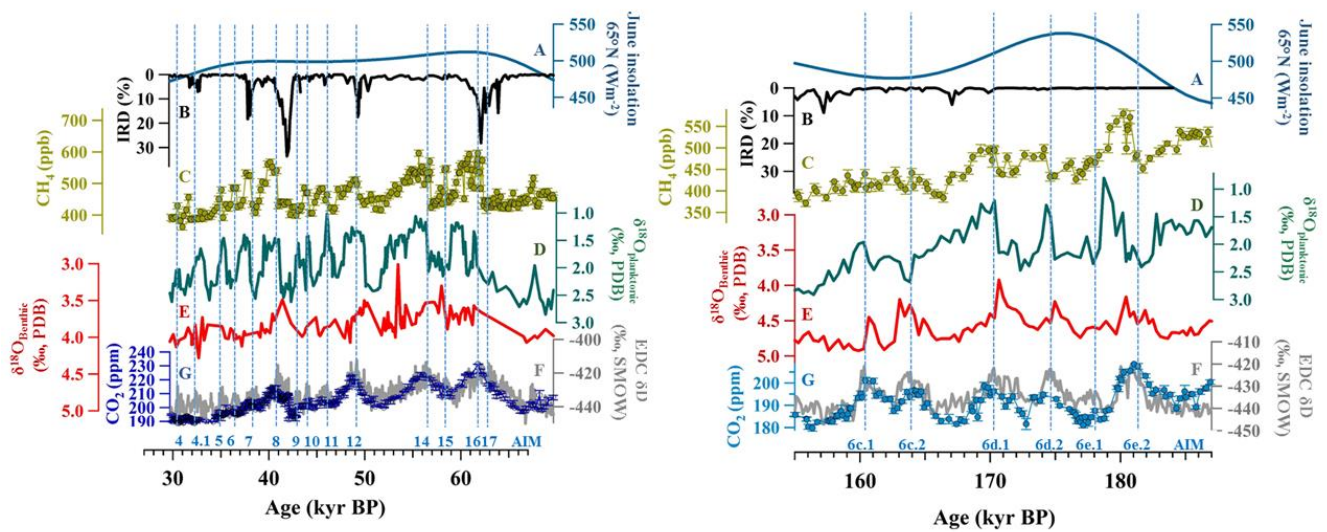 550
500
450
June insolation
65°N (Wm-2)
A
0
10
20
30
IRD (%)
B
700
600
500
400
CH4 (ppb)
C
1.0
1.5
2.0
2.5
3.0
δ18Oplanktonic
(‰, PDB)
D
3.0
3.5
4.0
4.5
5.0
δ18OBenthic
(‰, PDB)
E
-400
-420
-440
EDC δD
(‰, SMOW)
F
240
230
220
210
200
190
CO2 (ppm)
G
4 4.1 5 6 7 8 9 10 11 12 14 15 16 17 AIM
30 40 50 60
Age (kyr BP)
550
500
450
June insolation
65°N (Wm-2)
A
0
10
20
30
IRD (%)
B
550
500
450
400
350
CH4 (ppb)
C
1.0
1.5
2.0
2.5
3.0
δ18Oplanktonic
(‰, PDB)
D
3.0
3.5
4.0
4.5
5.0
δ18OBenthic
(‰, PDB)
E
-410
-420
-430
-440
-450
EDC δD
(‰, SMOW)
F
200
190
180
CO2 (ppm)
G
6c.1 6c.2 6d.1 6d.2 6e.1 6e.2 AIM
160 170 180
Age (kyr BP)